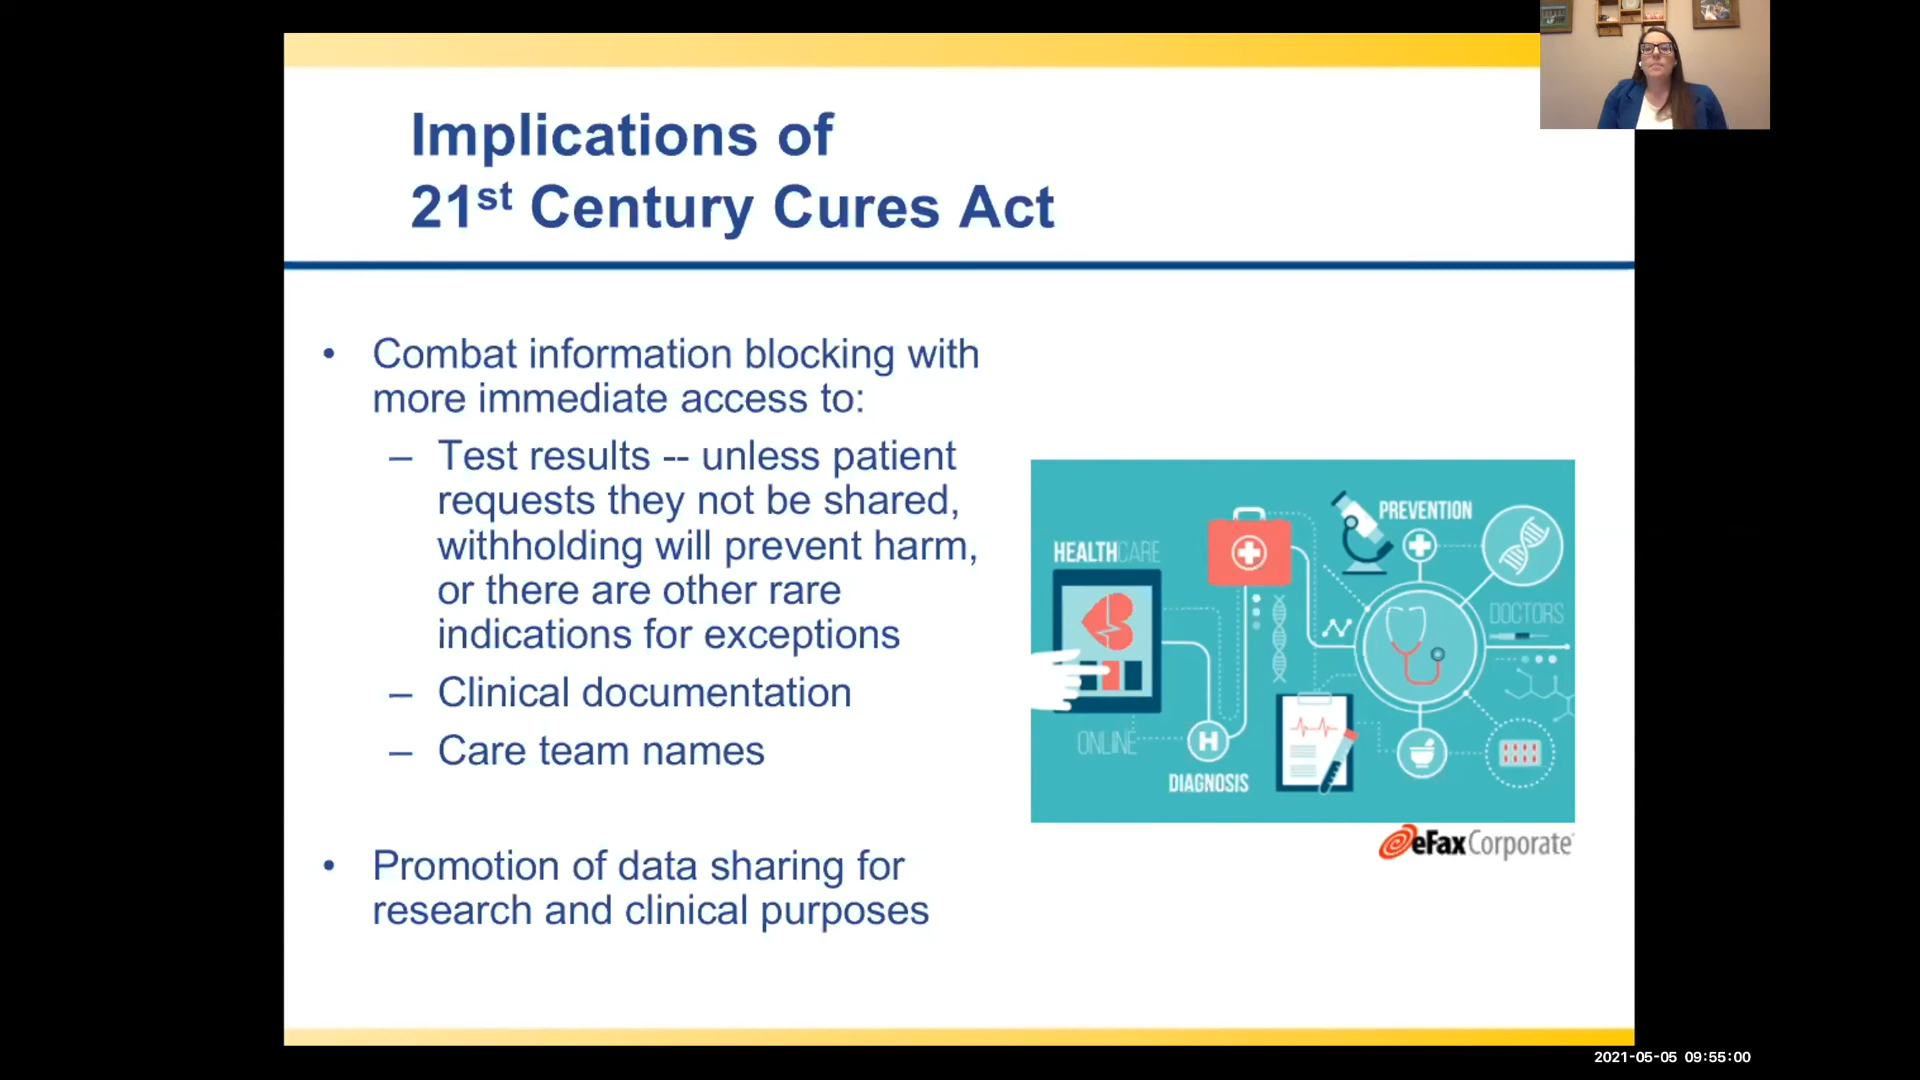 Implications of
21st Century Cures Act
• Combat information blocking with
more immediate access to:
– Test results -- unless patient
requests they not be shared,
withholding will prevent harm,
or there are other rare
indications for exceptions
– Clinical documentation
– Care team names
• Promotion of data sharing for
research and clinical purposes
HEALTHCARE
PREVENTION
DOCTORS
ONLINE
H
DIAGNOSIS
eFax Corporate
2021-05-05 09:55:00